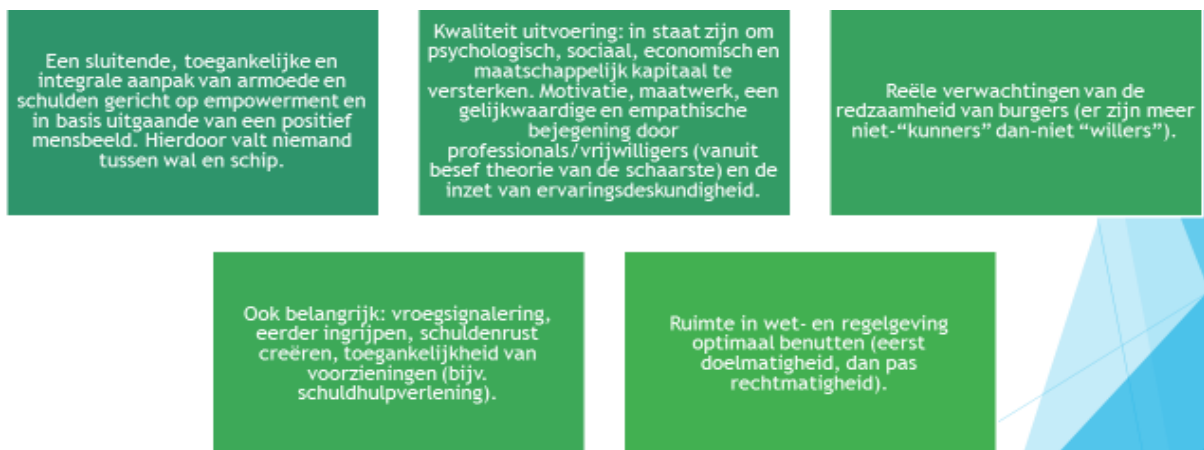 Een sluitende, toegankelijke en
integrale aanpak van armoede en
schulden gericht op empowerment en
in basis uitgaande van een positief
mensbeeld. Hierdoor valt niemand
tussen wal en schip.
Kwaliteit uitvoering: in staat zijn om
psychologisch, sociaal, economisch en
maatschappelijk kapitaal te
versterken. Motivatie, maatwerk, een
gelijkwaardige en empathische
bejegening door
professionals/vrijwilligers (vanuit
besef theorie van de schaarste) en de
inzet van ervaringsdeskundigheid.
Reële verwachtingen van de
redzaamheid van burgers (er zijn meer
niet-“kunners” dan-niet “willers”).
Ook belangrijk: vroegsignalering,
eerder ingrijpen, schuldenrust
creëren, toegankelijkheid van
voorzieningen (bijv.
schuldhulpverlening).
Ruimte in wet- en regelgeving
optimaal benutten (eerst
doelmatigheid, dan pas
rechtmatigheid).